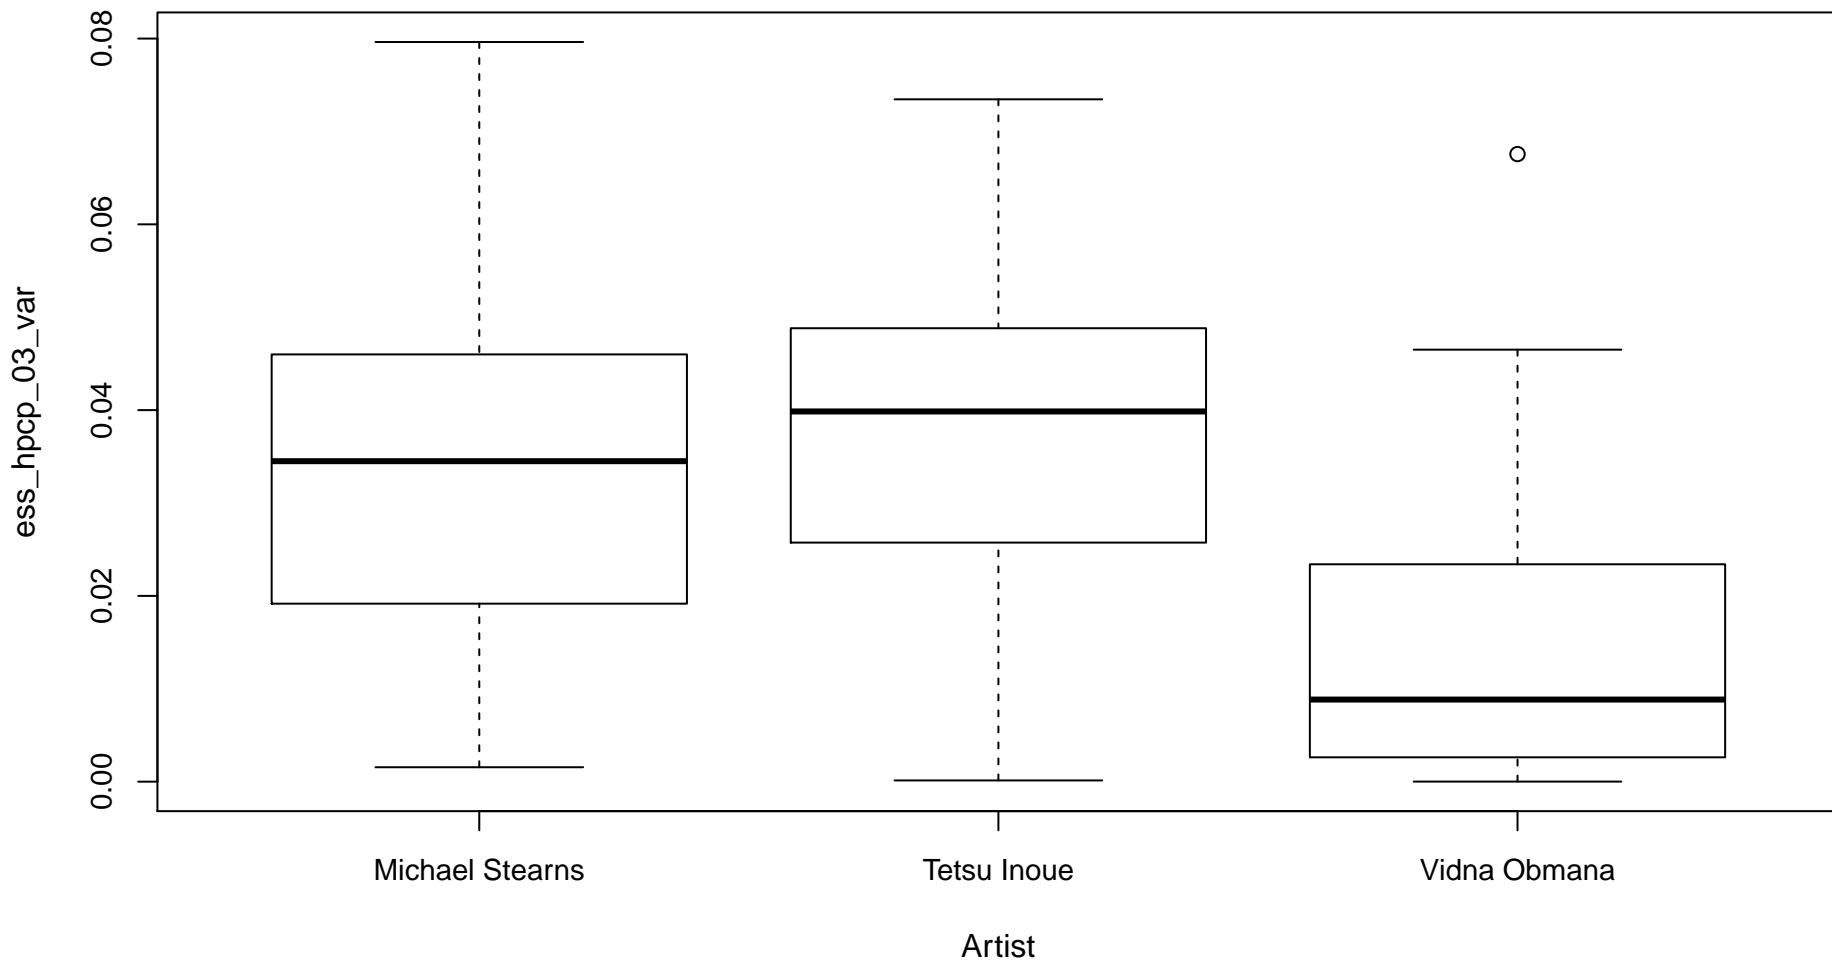 ess_hpcp_03_var
0.08
0.06
0.04
0.02
0.00
Michael Stearns
Tetsu Inoue
Vidna Obmana
Artist